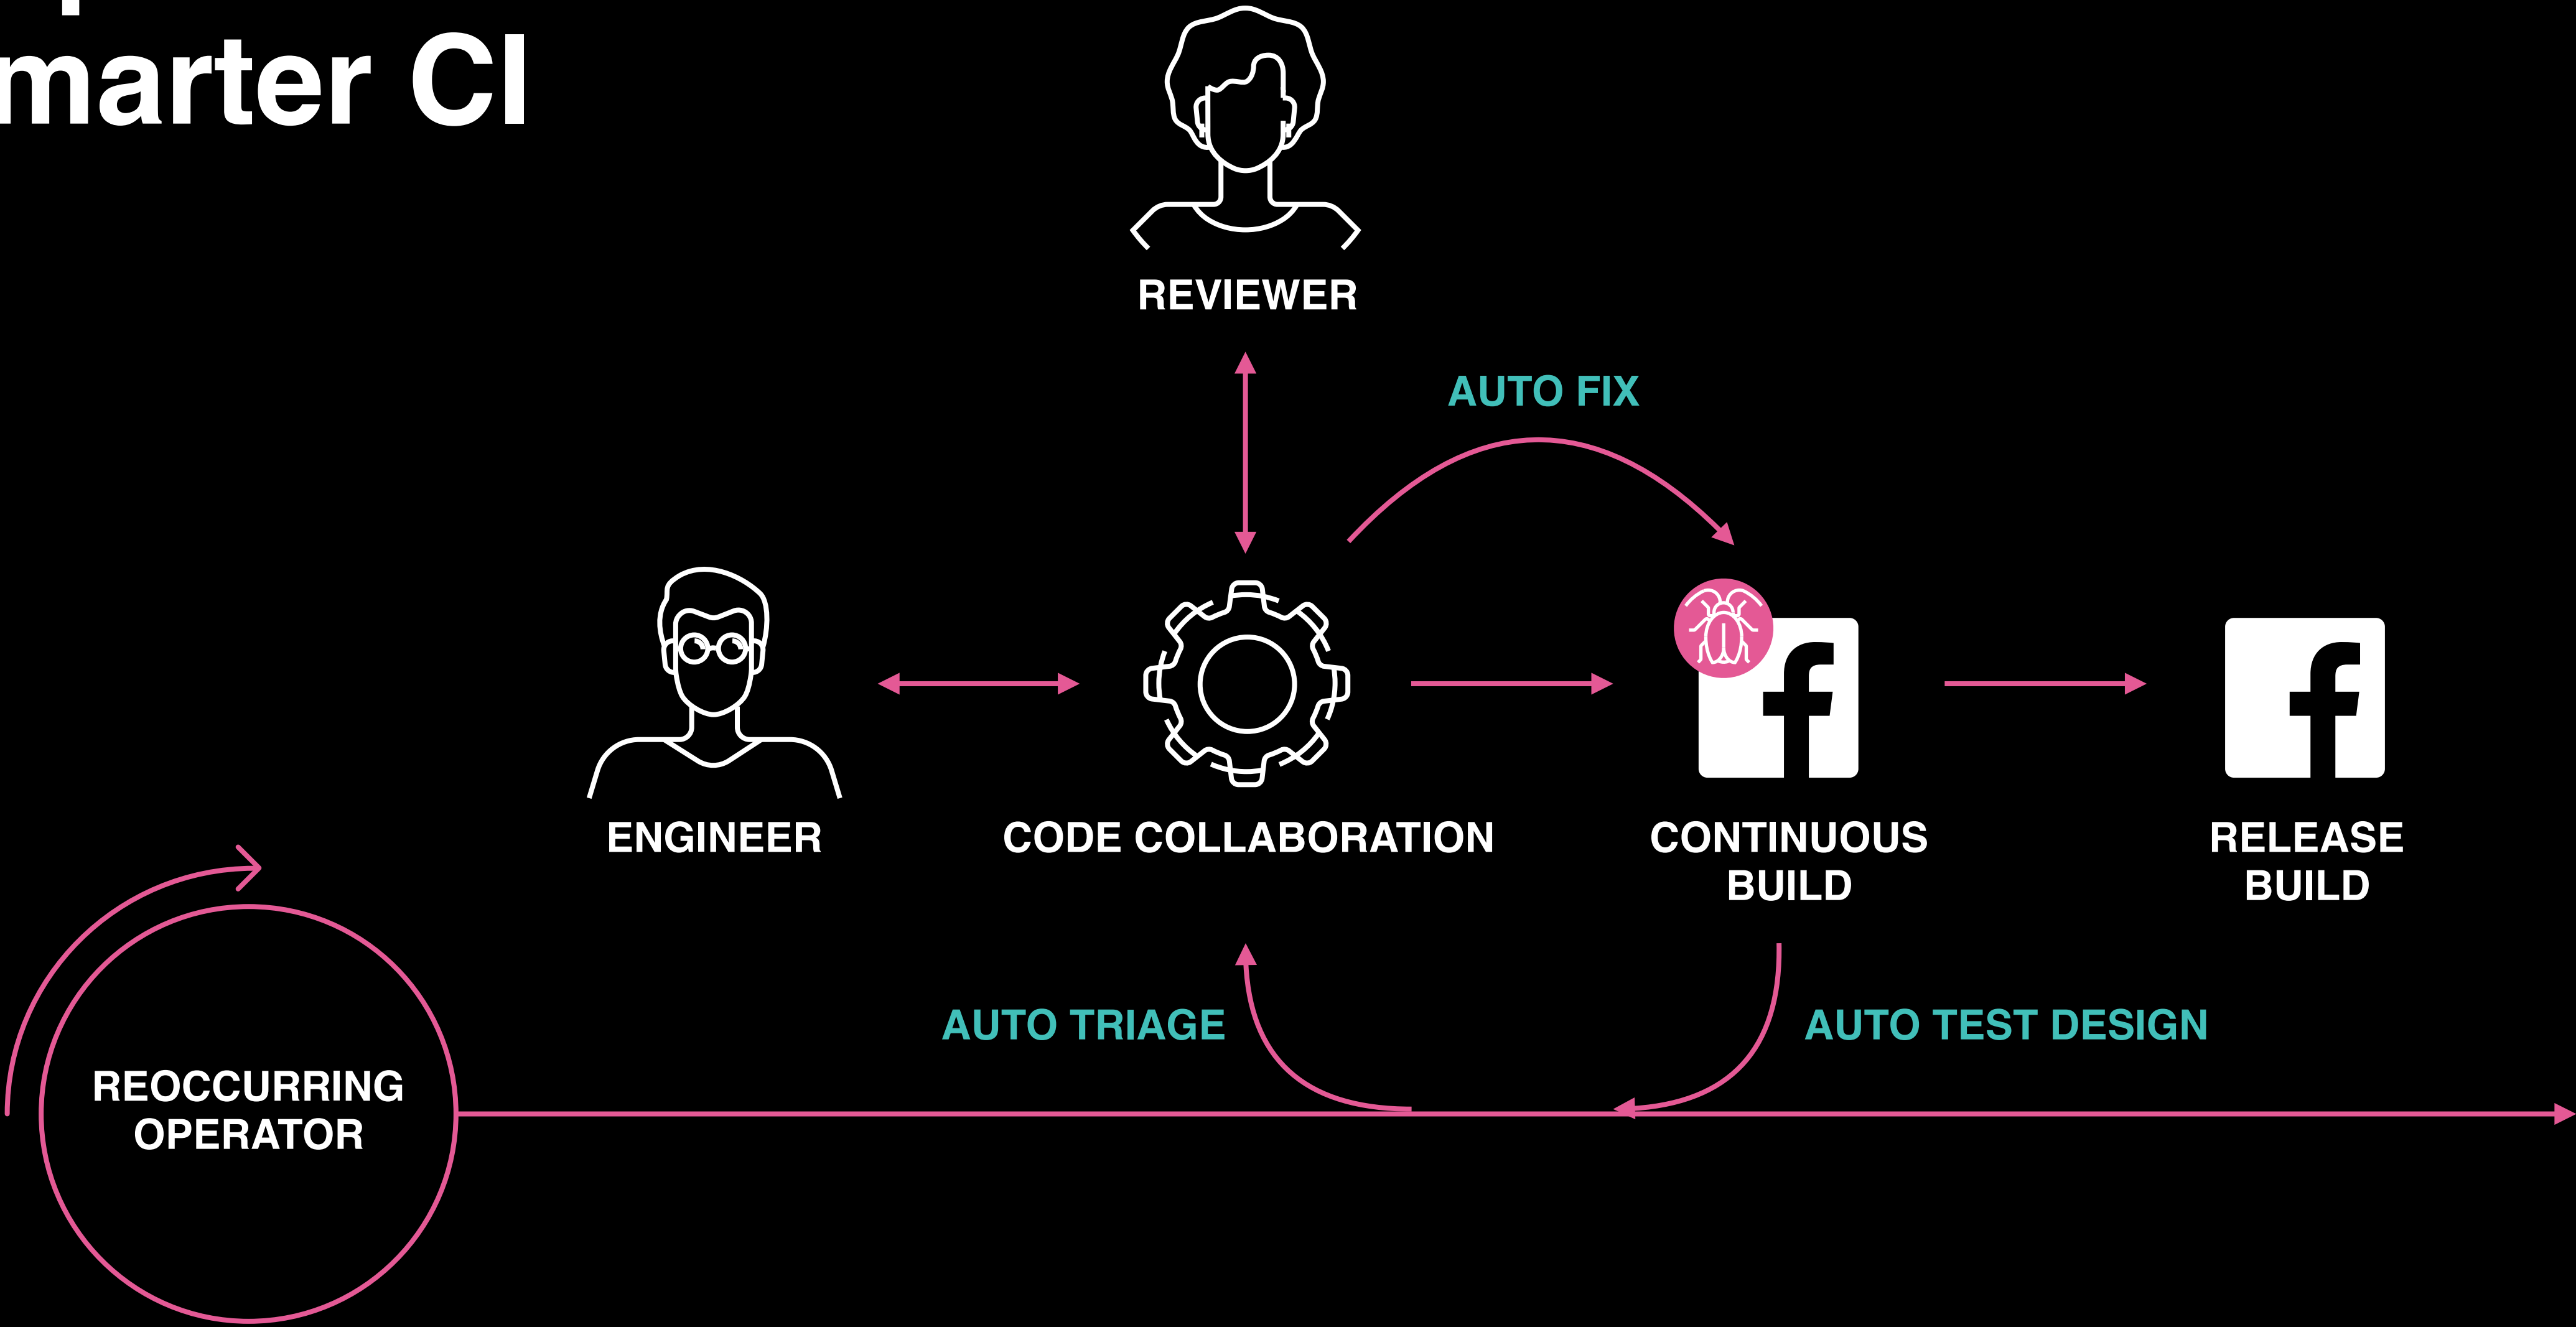 marter CI
REVIEWER
AUTO FIX
ENGINEER
CODE COLLABORATION
CONTINUOUS
BUILD
RELEASE
BUILD
AUTO TRIAGE
AUTO TEST DESIGN
REOCCURRING
OPERATOR